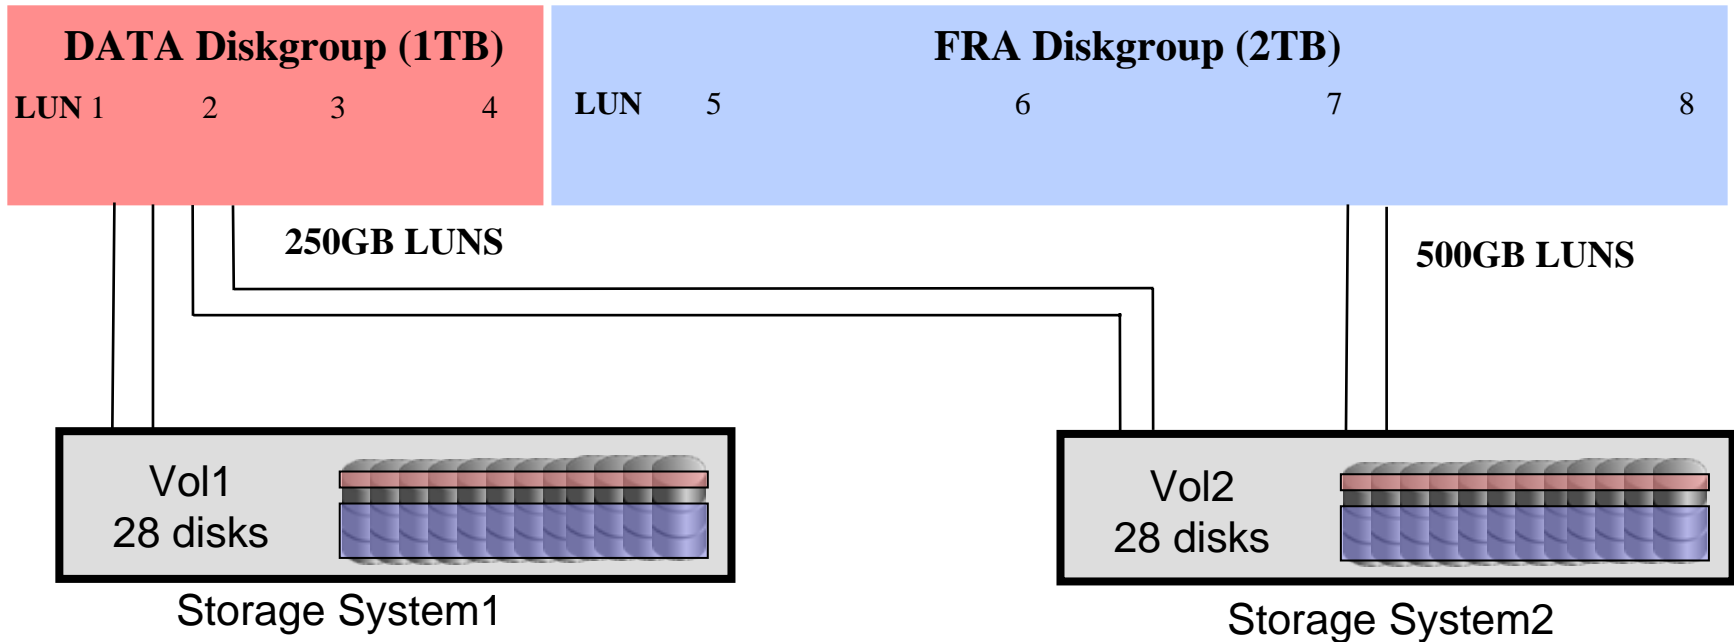 DATA Diskgroup (1TB)
LUN 1 2 3 4
FRA Diskgroup (2TB)
LUN 5 6 7 8
250GB LUNS
500GB LUNS
Vol1
28 disks
Storage System1
Vol2
28 disks
Storage System2